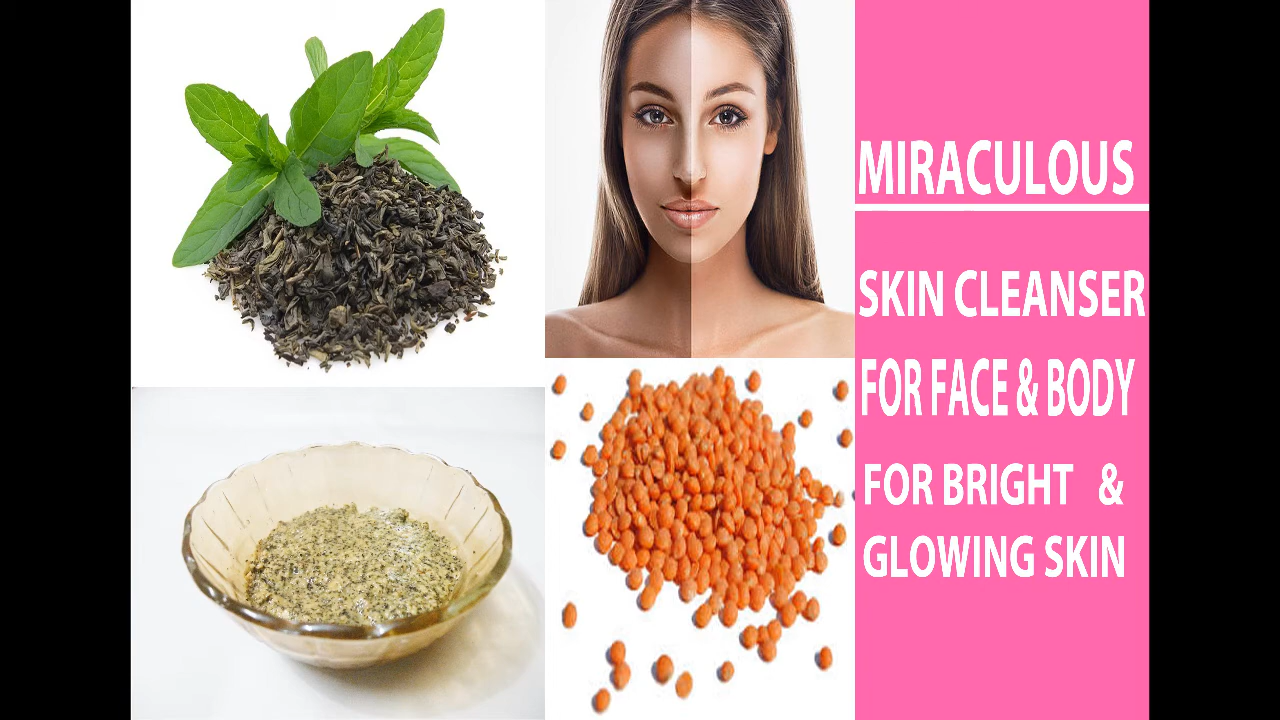 MIRACULOUS
SKIN CLEANSER
FOR FACE & BODY
FOR BRIGHT &
GLOWING SKIN